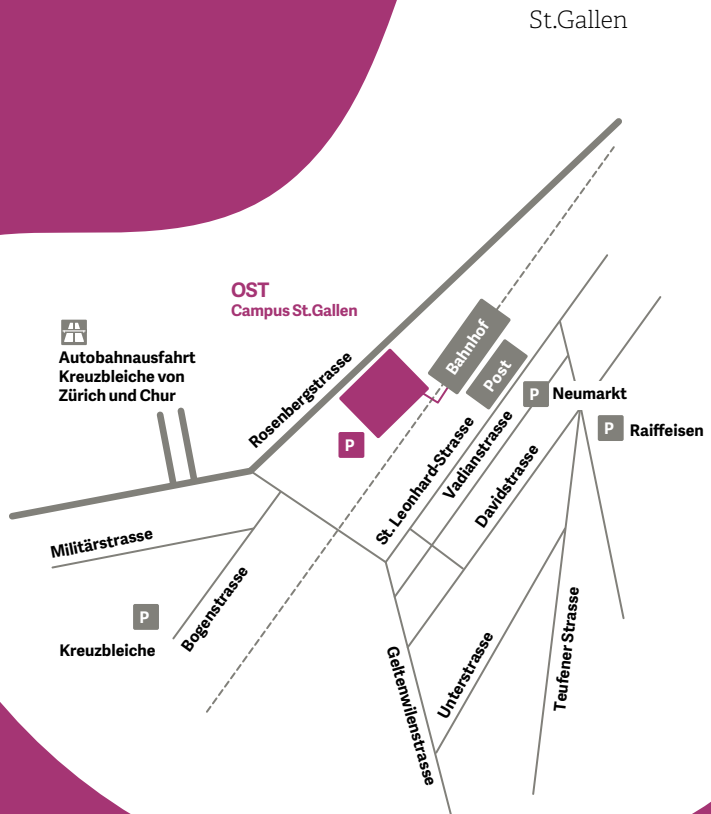 St.Gallen
OST
Campus St.Gallen
Autobahnausfahrt
Kreuzbleiche von
Zürich und Chur
Rosenbergstrasse
Bahnhof
Post
P
P Neumarkt
P Raiffeisen
St. Leonhard-Strasse
Vadianstrasse
Davidstrasse
Militärstrasse
Bogenstrasse
P
Kreuzbleiche
Geltenwilenstrasse
Unterstrasse
Teufener Strasse